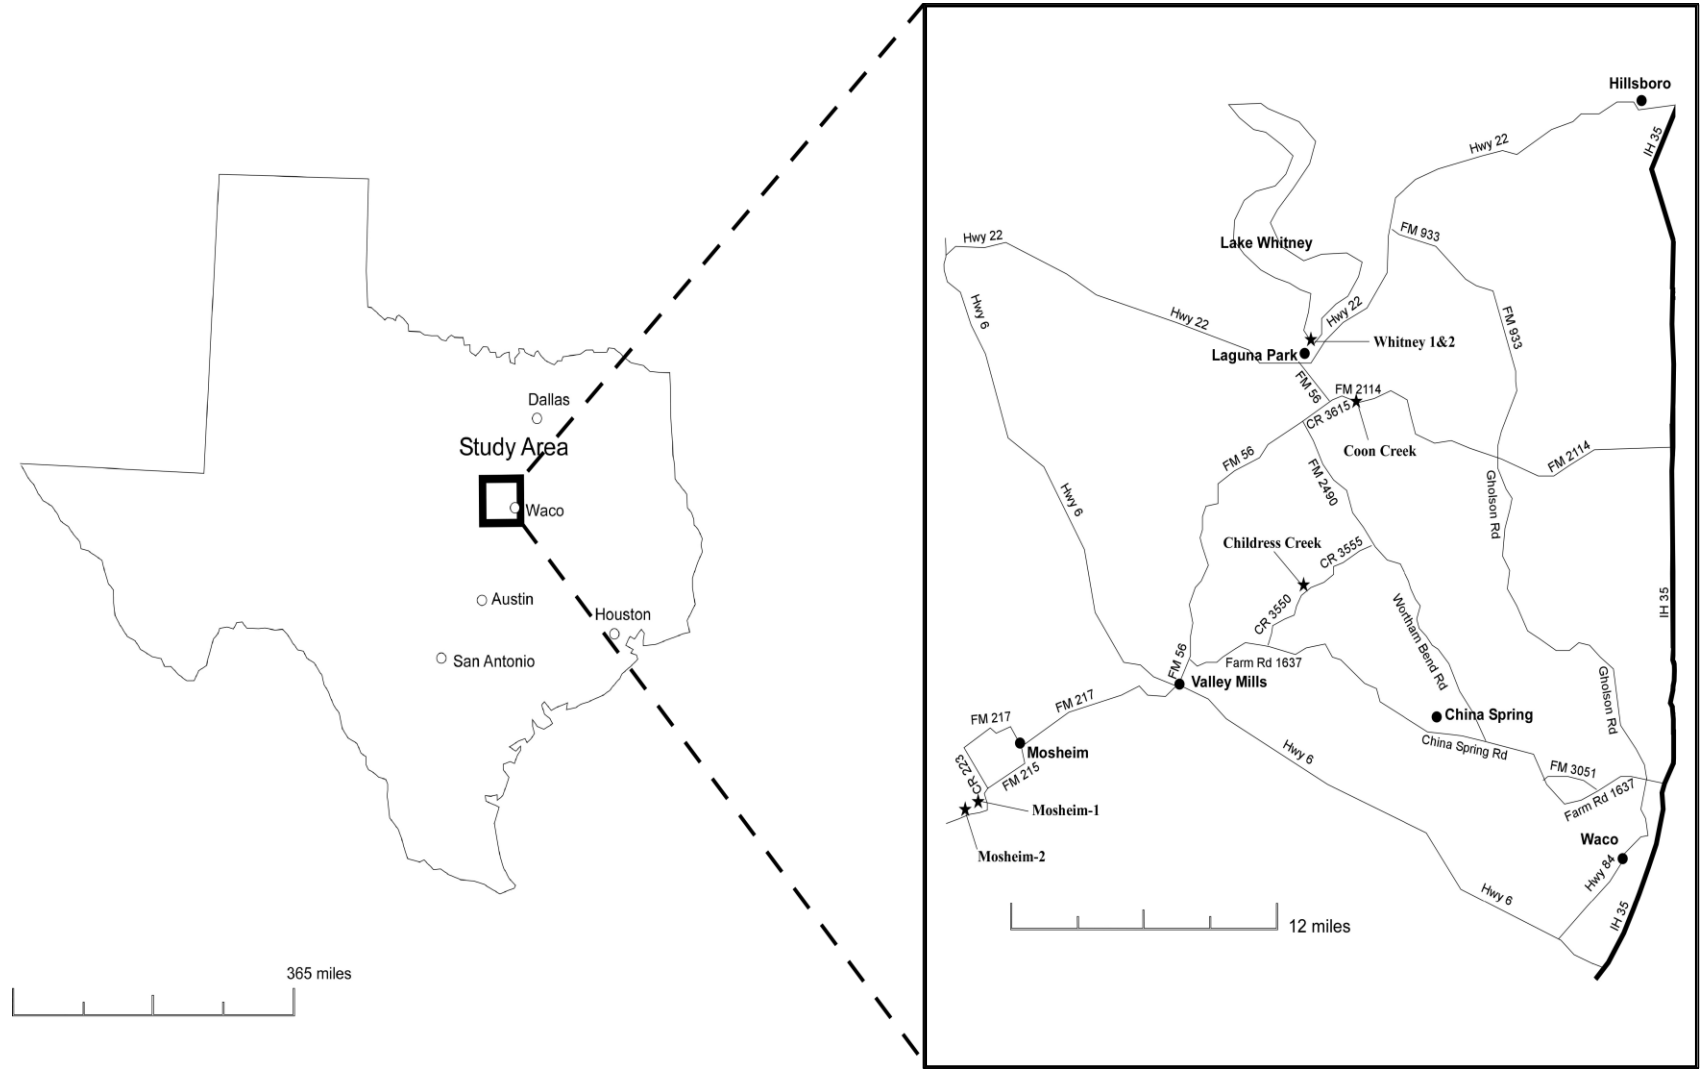 Dallas
Study Area
Waco
Austin
Houston
San Antonio
365 miles
Hillsboro
IH 35
Hwy 22
FM 933
Lake Whitney
Hwy 22
Hwy 6
Hwy 22
Hwy 22
FM 933
Whitney 1&2
Laguna Park
FM 56
FM 2114
CR 3615
Coon Creek
FM 56
FM 2114
FM 2490
Hwy 6
Gholson Rd
Childress Creek
CR 3555
CR 3550
IH 35
Wortham Bend Rd
FM 56
Farm Rd 1637
Valley Mills
FM 217
Gholson Rd
China Spring
FM 217
Mosheim
China Spring Rd
Hwy 6
CR 223
FM 215
FM 3051
Farm Rd 1637
Mosheim-1
Waco
Mosheim-2
Hwy 84
Hwy 6
IH 35
12 miles